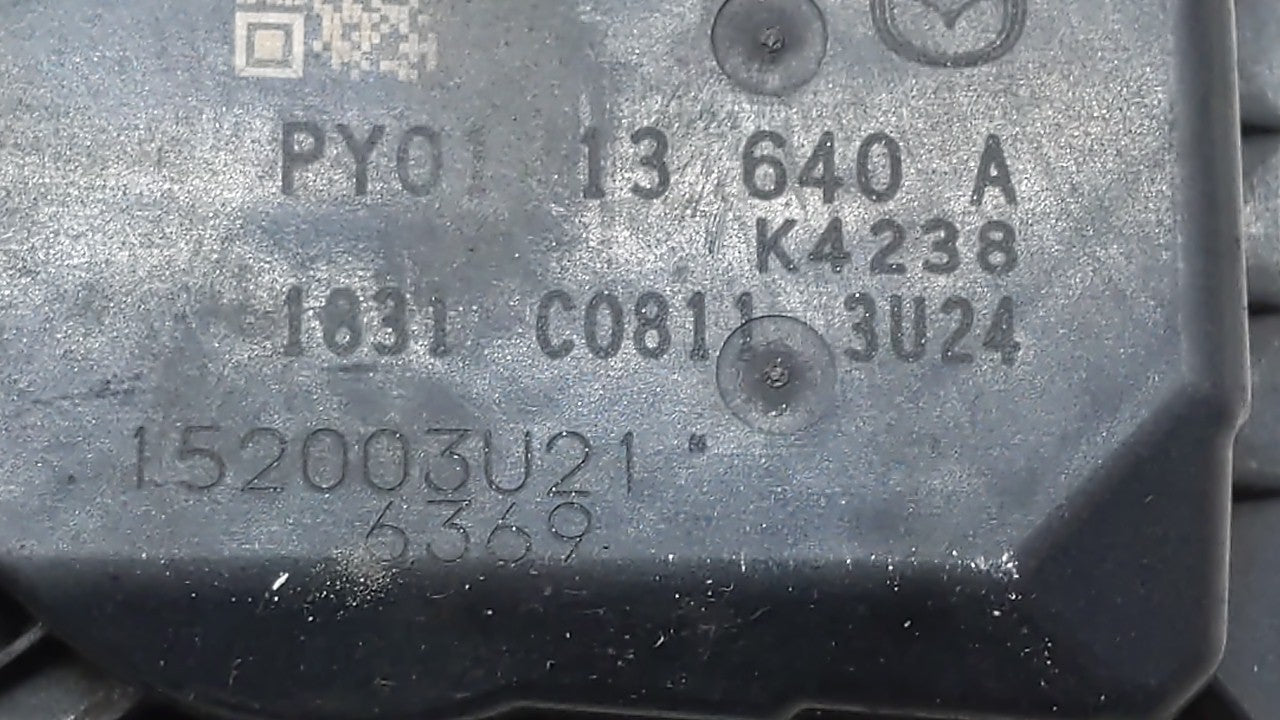 PY01 13 640 A
K4238
1831 C0811 3U24
152003U21
6369